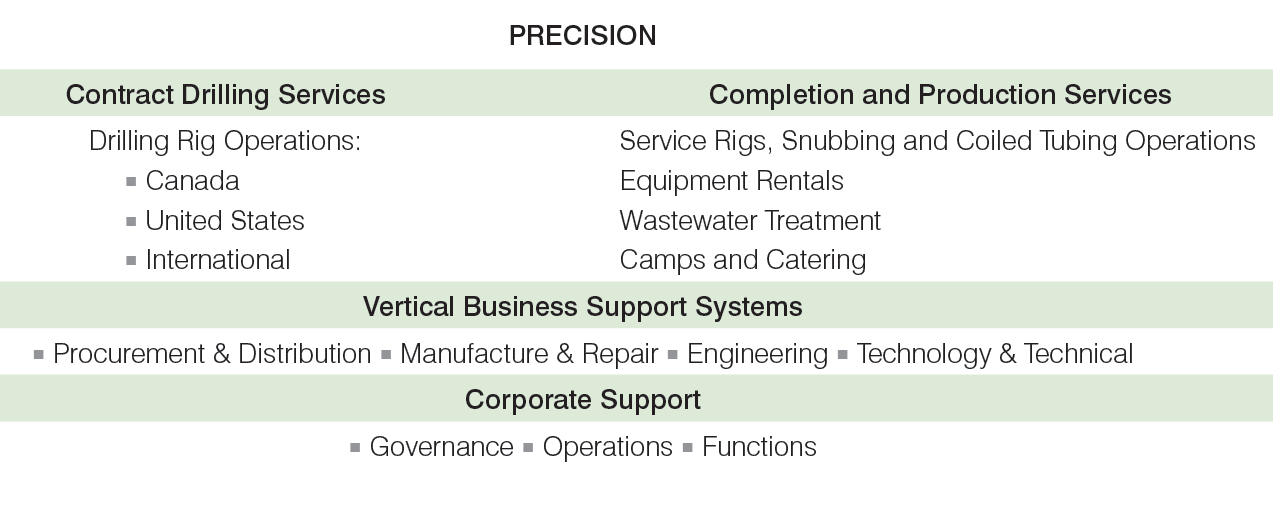 PRECISION
Contract Drilling Services
Completion and Production Services
Drilling Rig Operations:
Service Rigs, Snubbing and Coiled Tubing Operations
▪ Canada
Equipment Rentals
▪ United States
Wastewater Treatment
▪ International
Camps and Catering
Vertical Business Support Systems
▪ Procurement & Distribution ▪ Manufacture & Repair ▪ Engineering ▪ Technology & Technical
Corporate Support
▪ Governance ▪ Operations ▪ Functions